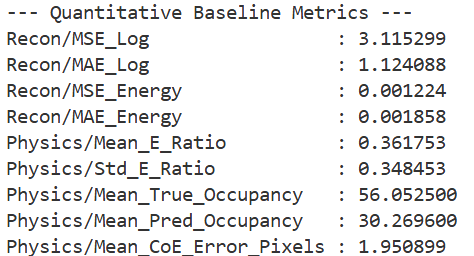 --- Quantitative Baseline Metrics ---
Recon/MSE_Log : 3.115299
Recon/MAE_Log : 1.124088
Recon/MSE_Energy : 0.001224
Recon/MAE_Energy : 0.001858
Physics/Mean_E_Ratio : 0.361753
Physics/Std_E_Ratio : 0.348453
Physics/Mean_True_Occupancy : 56.052500
Physics/Mean_Pred_Occupancy : 30.269600
Physics/Mean_CoE_Error_Pixels : 1.950899